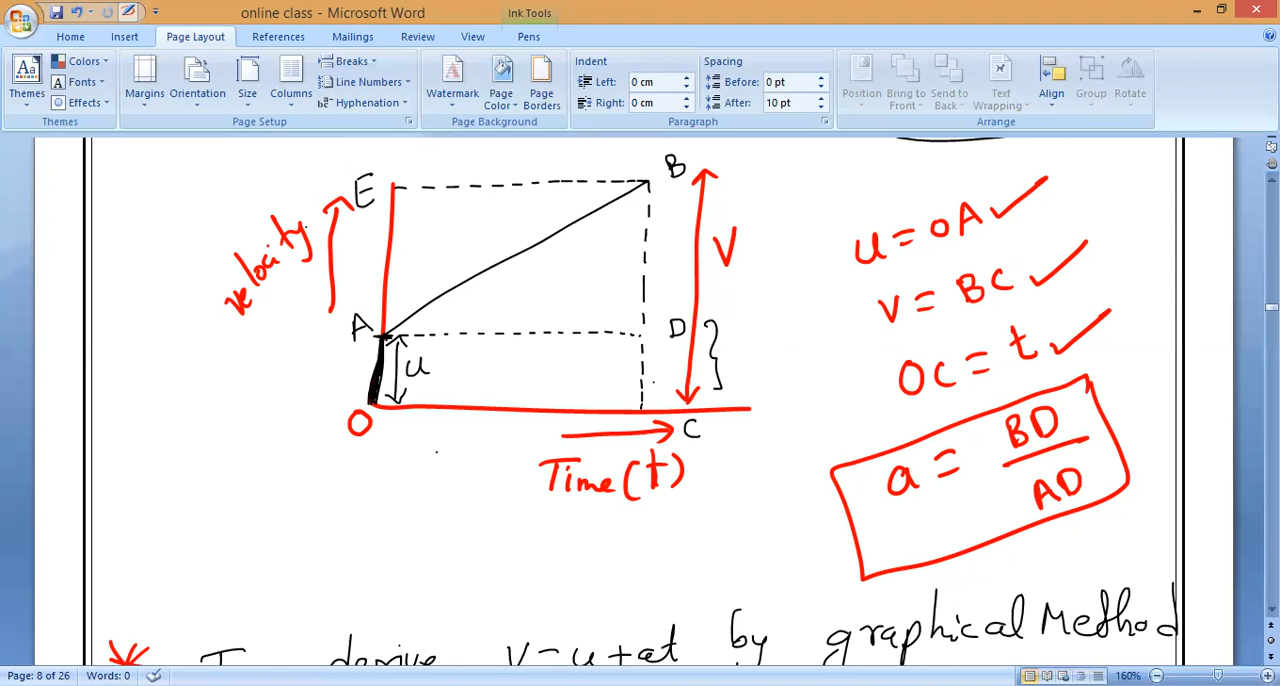 online class - Microsoft Word
Ink Tools
Home Insert Page Layout References Mailings Review View Pens
Themes
Colors
Fonts
Effects
Themes
Margins
Orientation
Size
Columns
Breaks
Line Numbers
Hyphenation
Page Setup
Watermark
Page Color
Page Borders
Page Background
Indent
Left: 0 cm
Right: 0 cm
Spacing
Before: 0 pt
After: 10 pt
Paragraph
Position
Bring to Front
Send to Back
Text Wrapping
Align
Group
Rotate
Arrange
E
B
velocity
V
A
D
u
O
C
Time (t)
u = OA
v = BC
OC = t
a = BD
AD
To derive v = u + at by graphical Method
Page: 8 of 26
Words: 0
160%